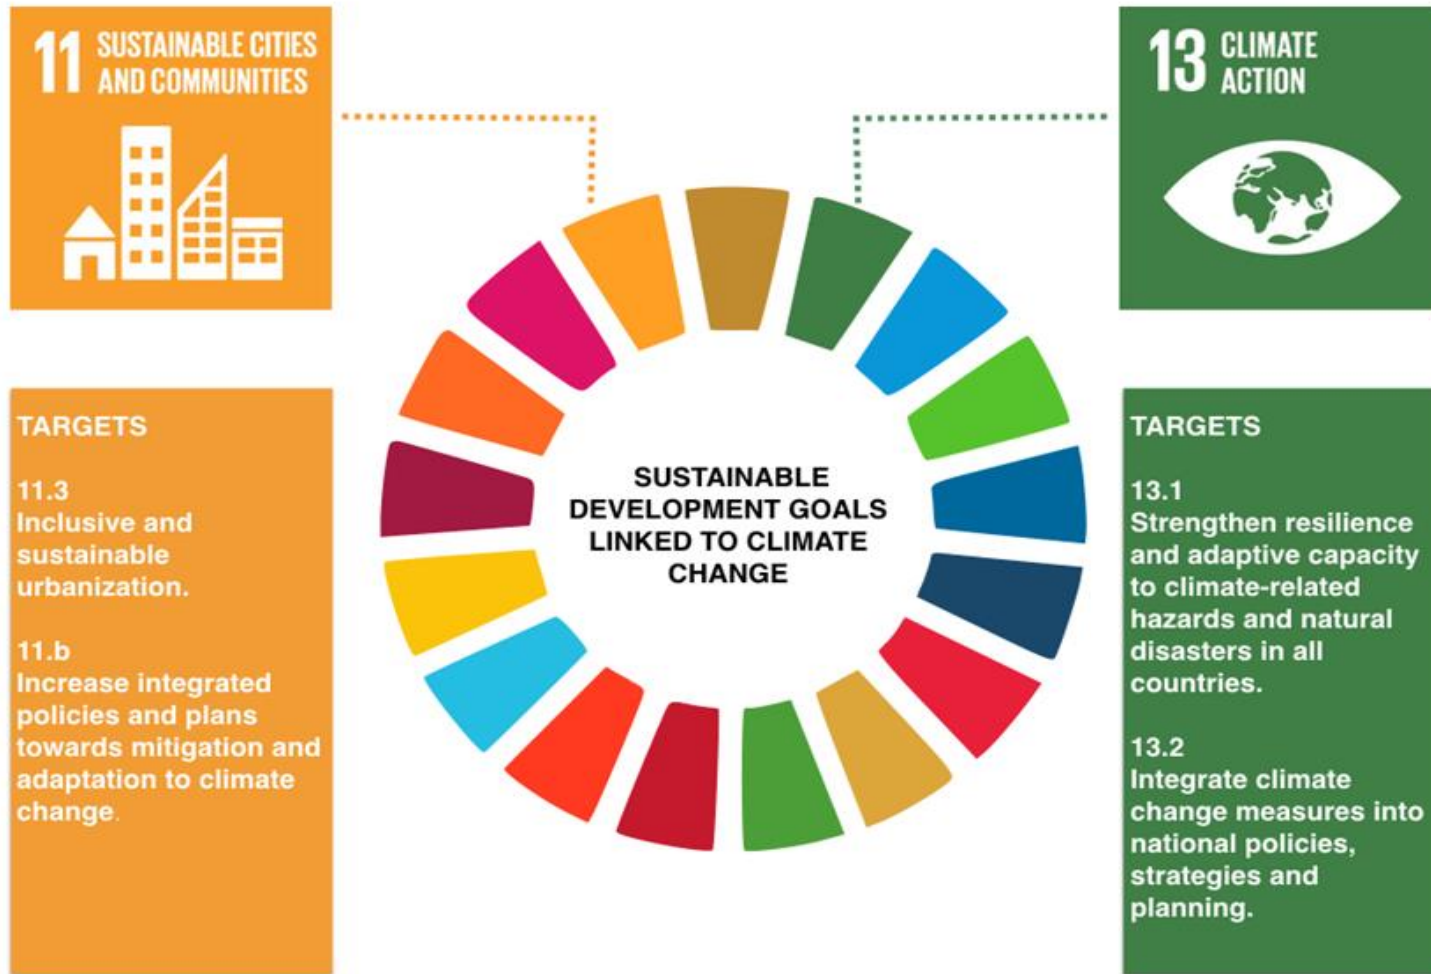 11 SUSTAINABLE CITIES
AND COMMUNITIES
13 CLIMATE
ACTION
SUSTAINABLE
DEVELOPMENT GOALS
LINKED TO CLIMATE
CHANGE
TARGETS
11.3
Inclusive and
sustainable
urbanization.
11.b
Increase integrated
policies and plans
towards mitigation and
adaptation to climate
change.
TARGETS
13.1
Strengthen resilience
and adaptive capacity
to climate-related
hazards and natural
disasters in all
countries.
13.2
Integrate climate
change measures into
national policies,
strategies and
planning.